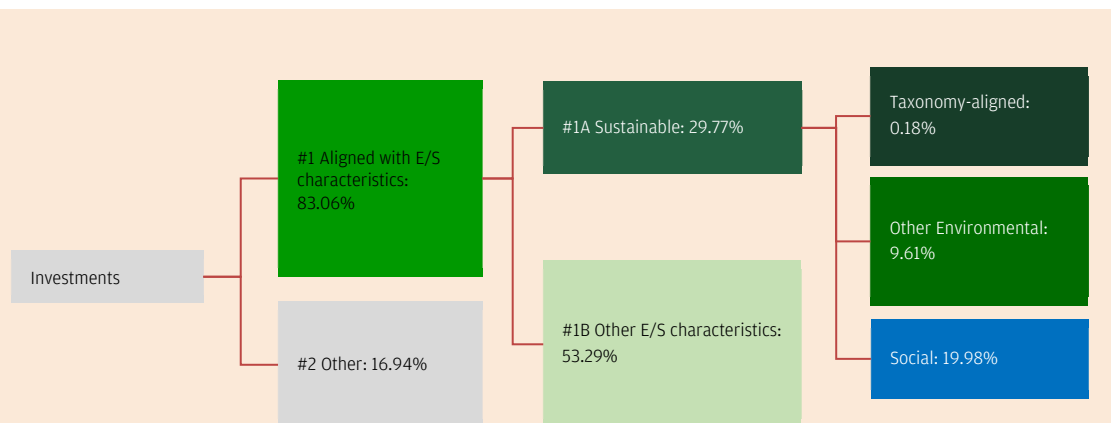 Investments
#1 Aligned with E/S
characteristics:
83.06%
#2 Other: 16.94%
#1A Sustainable: 29.77%
#1B Other E/S characteristics:
53.29%
Taxonomy-aligned:
0.18%
Other Environmental:
9.61%
Social: 19.98%